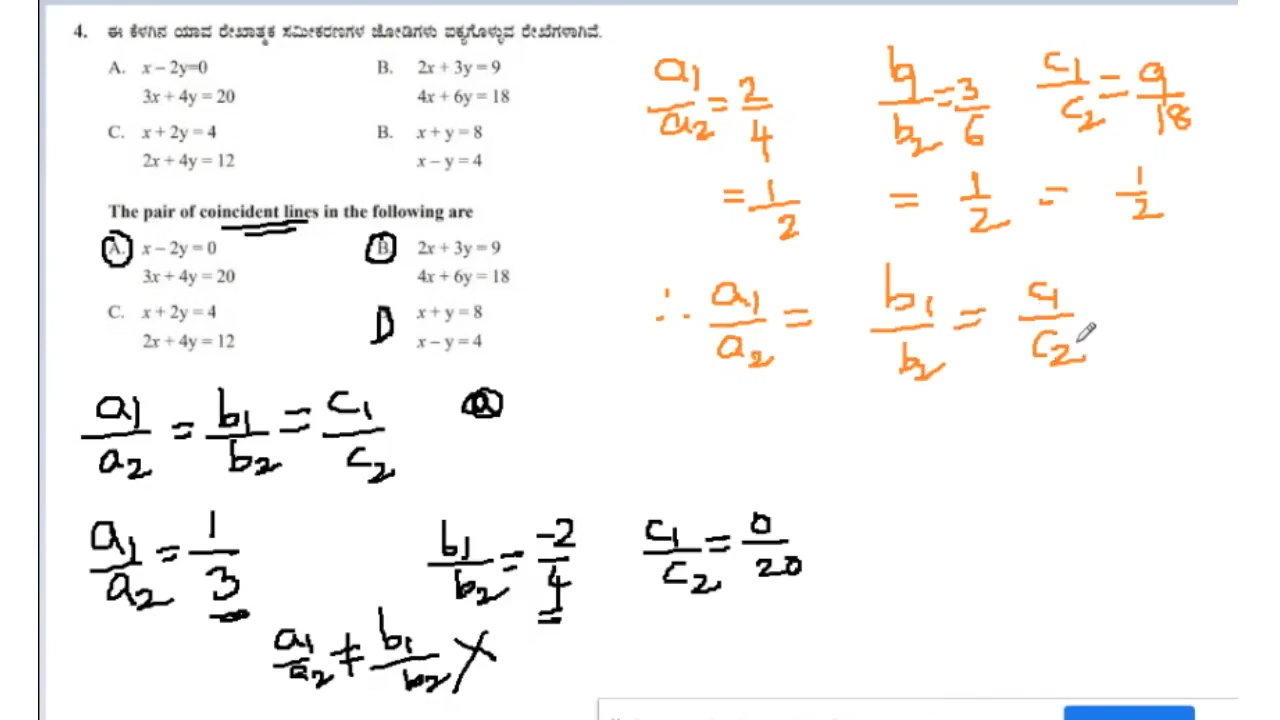 4. ಈ ಕೆಳಗಿನ ಯಾವ ರೇಖಾತ್ಮಕ ಸಮೀಕರಣಗಳ ಜೋಡಿಗಳು ಐಕ್ಯಗೊಳ್ಳುವ ರೇಖೆಗಳಾಗಿವೆ.
A. x – 2y=0 B. 2x + 3y = 9
3x + 4y = 20 4x + 6y = 18
C. x + 2y = 4 B. x + y = 8
2x + 4y = 12 x – y = 4
The pair of coincident lines in the following are
A. x – 2y = 0 B. 2x + 3y = 9
3x + 4y = 20 4x + 6y = 18
C. x + 2y = 4 D x + y = 8
2x + 4y = 12 x – y = 4
a1/a2 = b1/b2 = c1/c2
a1/a2 = 1/3 b1/b2 = -2/4 c1/c2 = 0/20
a1/a2 ≠ b1/b2 X
a1/a2 = 2/4 b1/b2 = 3/6 c1/c2 = 9/18
= 1/2 = 1/2 = 1/2
∴ a1/a2 = b1/b2 = c1/c2